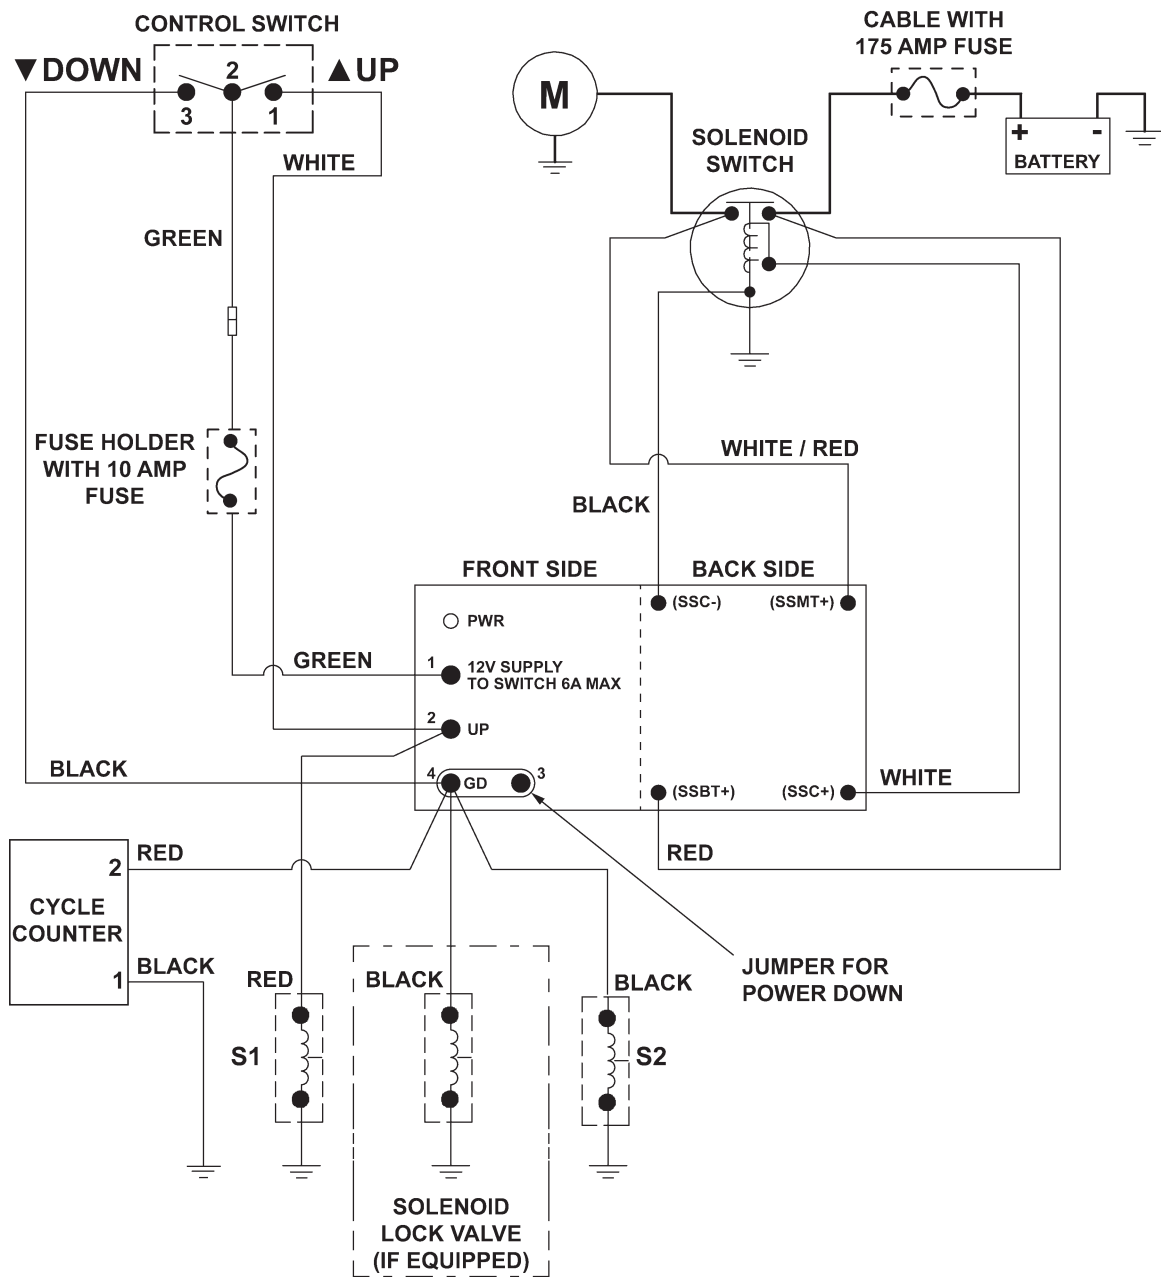 CONTROL SWITCH
▼DOWN
2
▲UP
3
1
WHITE
GREEN
M
CABLE WITH
175 AMP FUSE
+
-
BATTERY
SOLENOID
SWITCH
FUSE HOLDER
WITH 10 AMP
FUSE
WHITE / RED
BLACK
FRONT SIDE
BACK SIDE
(SSC-)
(SSMT+)
PWR
GREEN
1
12V SUPPLY
TO SWITCH 6A MAX
2
UP
BLACK
4
GD
3
(SSBT+)
(SSC+)
WHITE
RED
RED
2
CYCLE
COUNTER
1
BLACK
RED
BLACK
BLACK
JUMPER FOR
POWER DOWN
S1
S2
SOLENOID
LOCK VALVE
(IF EQUIPPED)